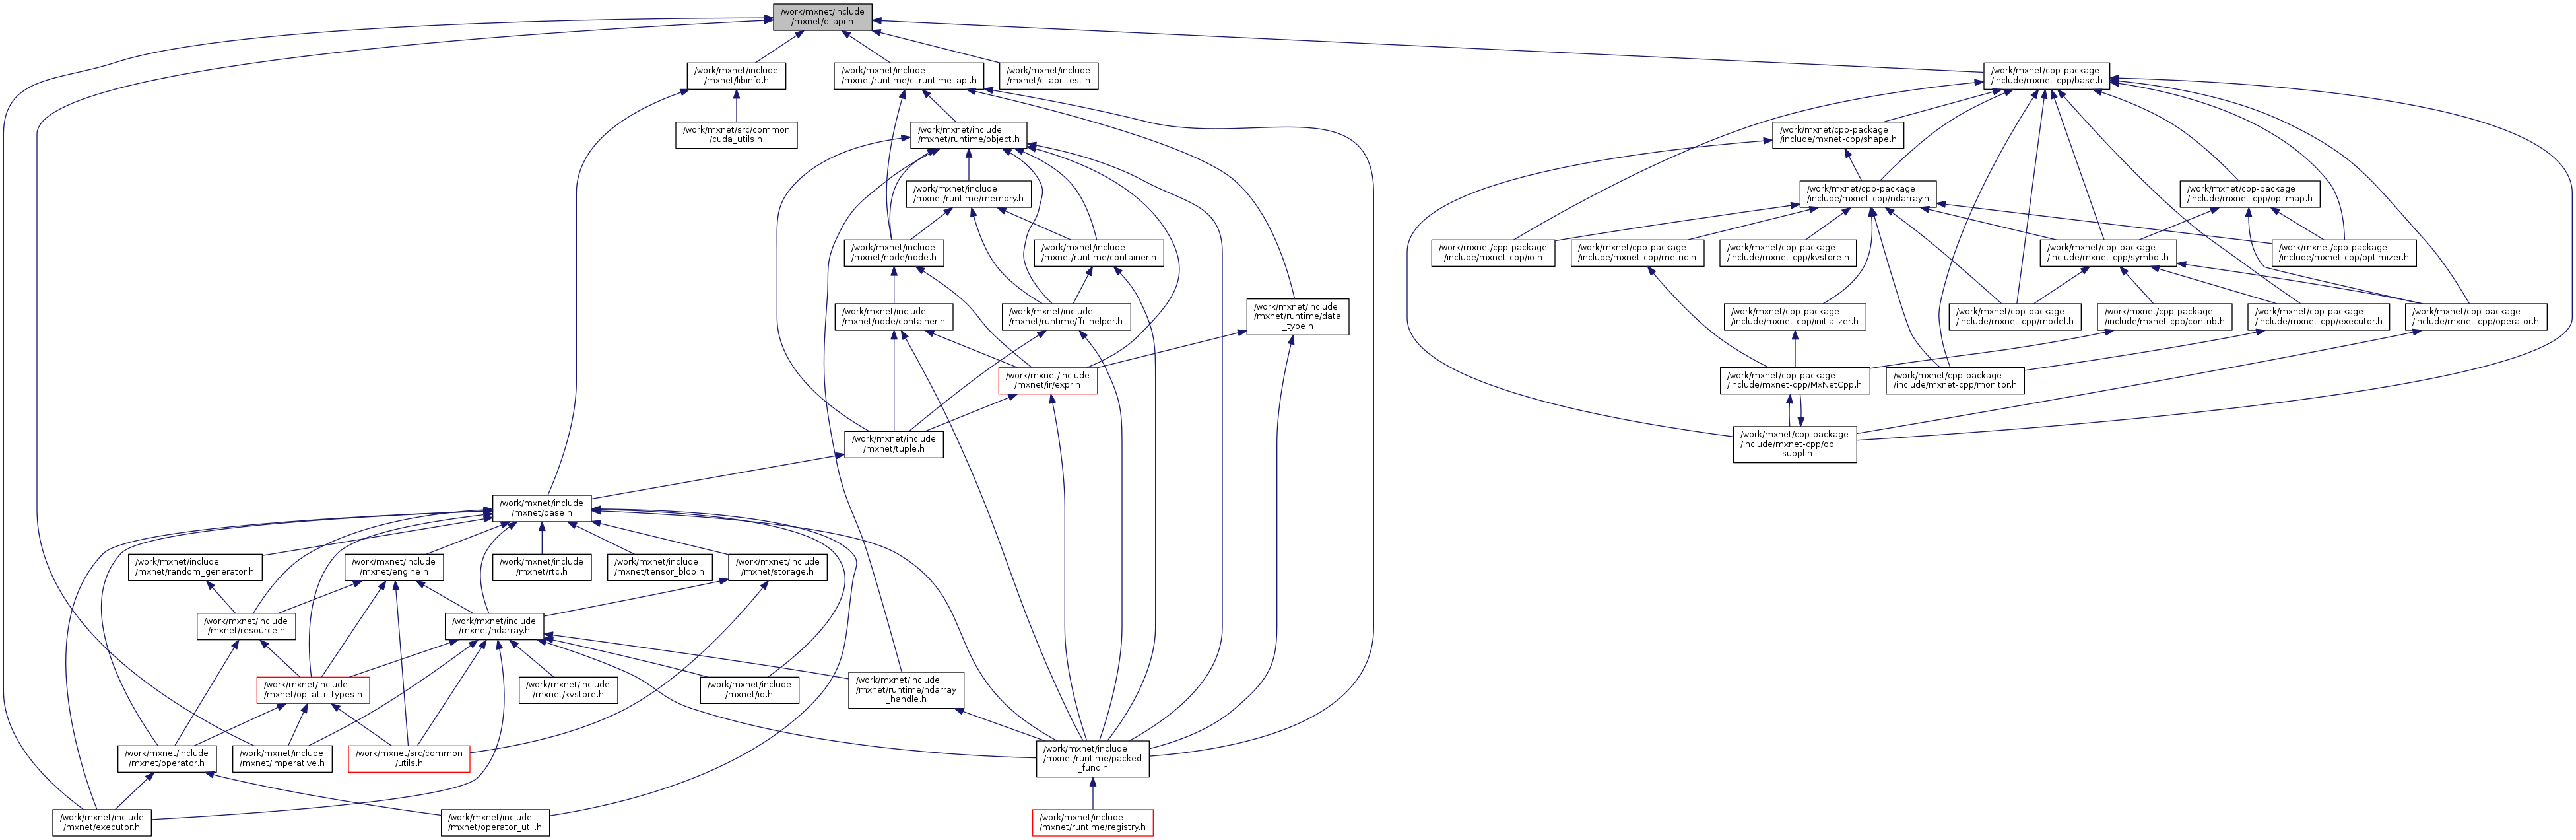 /work/mxnet/include
/mxnet/c_api.h
/work/mxnet/include
/mxnet/libinfo.h
/work/mxnet/include
/mxnet/runtime/c_runtime_api.h
/work/mxnet/include
/mxnet/c_api_test.h
/work/mxnet/cpp-package
/include/mxnet-cpp/base.h
/work/mxnet/src/common
/cuda_utils.h
/work/mxnet/include
/mxnet/runtime/object.h
/work/mxnet/cpp-package
/include/mxnet-cpp/shape.h
/work/mxnet/include
/mxnet/runtime/memory.h
/work/mxnet/cpp-package
/include/mxnet-cpp/ndarray.h
/work/mxnet/cpp-package
/include/mxnet-cpp/op_map.h
/work/mxnet/include
/mxnet/node/node.h
/work/mxnet/include
/mxnet/runtime/container.h
/work/mxnet/cpp-package
/include/mxnet-cpp/io.h
/work/mxnet/cpp-package
/include/mxnet-cpp/metric.h
/work/mxnet/cpp-package
/include/mxnet-cpp/kvstore.h
/work/mxnet/cpp-package
/include/mxnet-cpp/symbol.h
/work/mxnet/cpp-package
/include/mxnet-cpp/optimizer.h
/work/mxnet/include
/mxnet/node/container.h
/work/mxnet/include
/mxnet/runtime/ffi_helper.h
/work/mxnet/include
/mxnet/runtime/data
_type.h
/work/mxnet/cpp-package
/include/mxnet-cpp/initializer.h
/work/mxnet/cpp-package
/include/mxnet-cpp/model.h
/work/mxnet/cpp-package
/include/mxnet-cpp/contrib.h
/work/mxnet/cpp-package
/include/mxnet-cpp/executor.h
/work/mxnet/cpp-package
/include/mxnet-cpp/operator.h
/work/mxnet/include
/mxnet/ir/expr.h
/work/mxnet/cpp-package
/include/mxnet-cpp/MxNetCpp.h
/work/mxnet/cpp-package
/include/mxnet-cpp/monitor.h
/work/mxnet/include
/mxnet/tuple.h
/work/mxnet/cpp-package
/include/mxnet-cpp/op
_suppl.h
/work/mxnet/include
/mxnet/base.h
/work/mxnet/include
/mxnet/random_generator.h
/work/mxnet/include
/mxnet/engine.h
/work/mxnet/include
/mxnet/rtc.h
/work/mxnet/include
/mxnet/tensor_blob.h
/work/mxnet/include
/mxnet/storage.h
/work/mxnet/include
/mxnet/resource.h
/work/mxnet/include
/mxnet/ndarray.h
/work/mxnet/include
/mxnet/op_attr_types.h
/work/mxnet/include
/mxnet/kvstore.h
/work/mxnet/include
/mxnet/io.h
/work/mxnet/include
/mxnet/runtime/ndarray
_handle.h
/work/mxnet/include
/mxnet/operator.h
/work/mxnet/include
/mxnet/imperative.h
/work/mxnet/src/common
/utils.h
/work/mxnet/include
/mxnet/runtime/packed
_func.h
/work/mxnet/include
/mxnet/executor.h
/work/mxnet/include
/mxnet/operator_util.h
/work/mxnet/include
/mxnet/runtime/registry.h